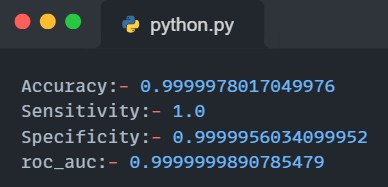 python.py
Accuracy:- 0.9999978017049976
Sensitivity:- 1.0
Specificity:- 0.9999956034099952
roc_auc:- 0.9999999890785479